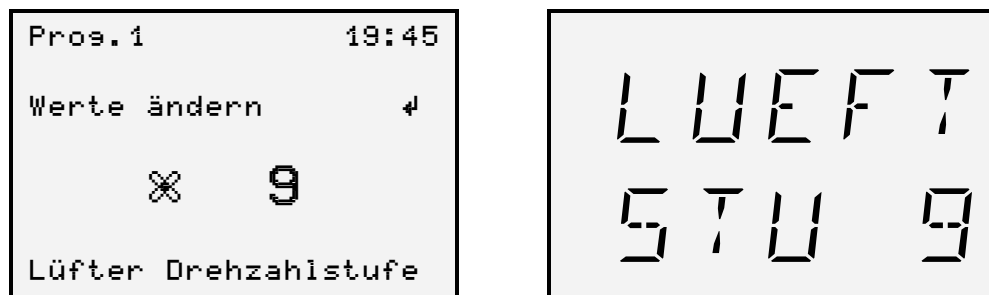 Prog.1 19:45
Werte ändern ↲
9
Lüfter Drehzahlstufe
LUEFT
STU 9